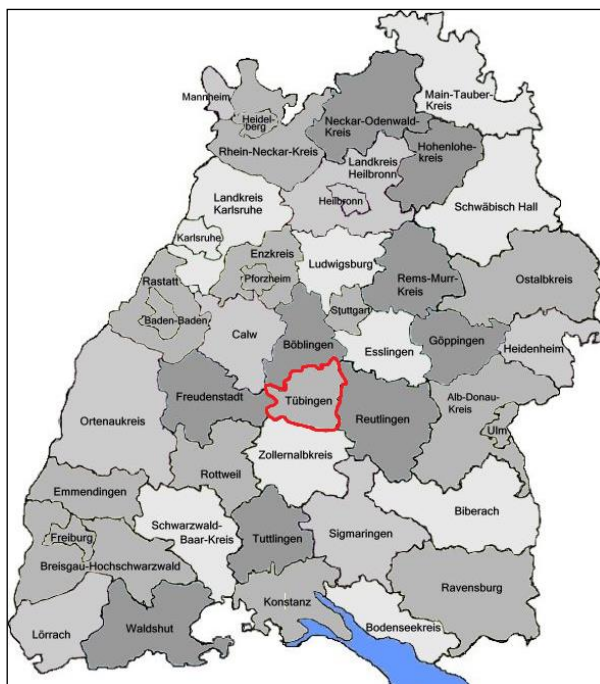 Main-Tauber-
Kreis
Mannheim
Heidel-
berg
Neckar-Odenwald-
Kreis
Hohenlohe-
kreis
Rhein-Neckar-Kreis
Landkreis
Heilbronn
Landkreis
Karlsruhe
Heilbronn
Schwäbisch Hall
Karlsruhe
Enzkreis
Ludwigsburg
Rems-Murr-
Kreis
Ostalbkreis
Rastatt
Pforzheim
Stuttgart
Baden-Baden
Calw
Böblingen
Esslingen
Göppingen
Heidenheim
Freudenstadt
Tübingen
Alb-Donau-
Kreis
Ortenaukreis
Reutlingen
Ulm
Zollernalbkreis
Rottweil
Emmendingen
Biberach
Schwarzwald-
Baar-Kreis
Freiburg
Tuttlingen
Sigmaringen
Breisgau-Hochschwarzwald
Ravensburg
Konstanz
Lörrach
Waldshut
Bodenseekreis